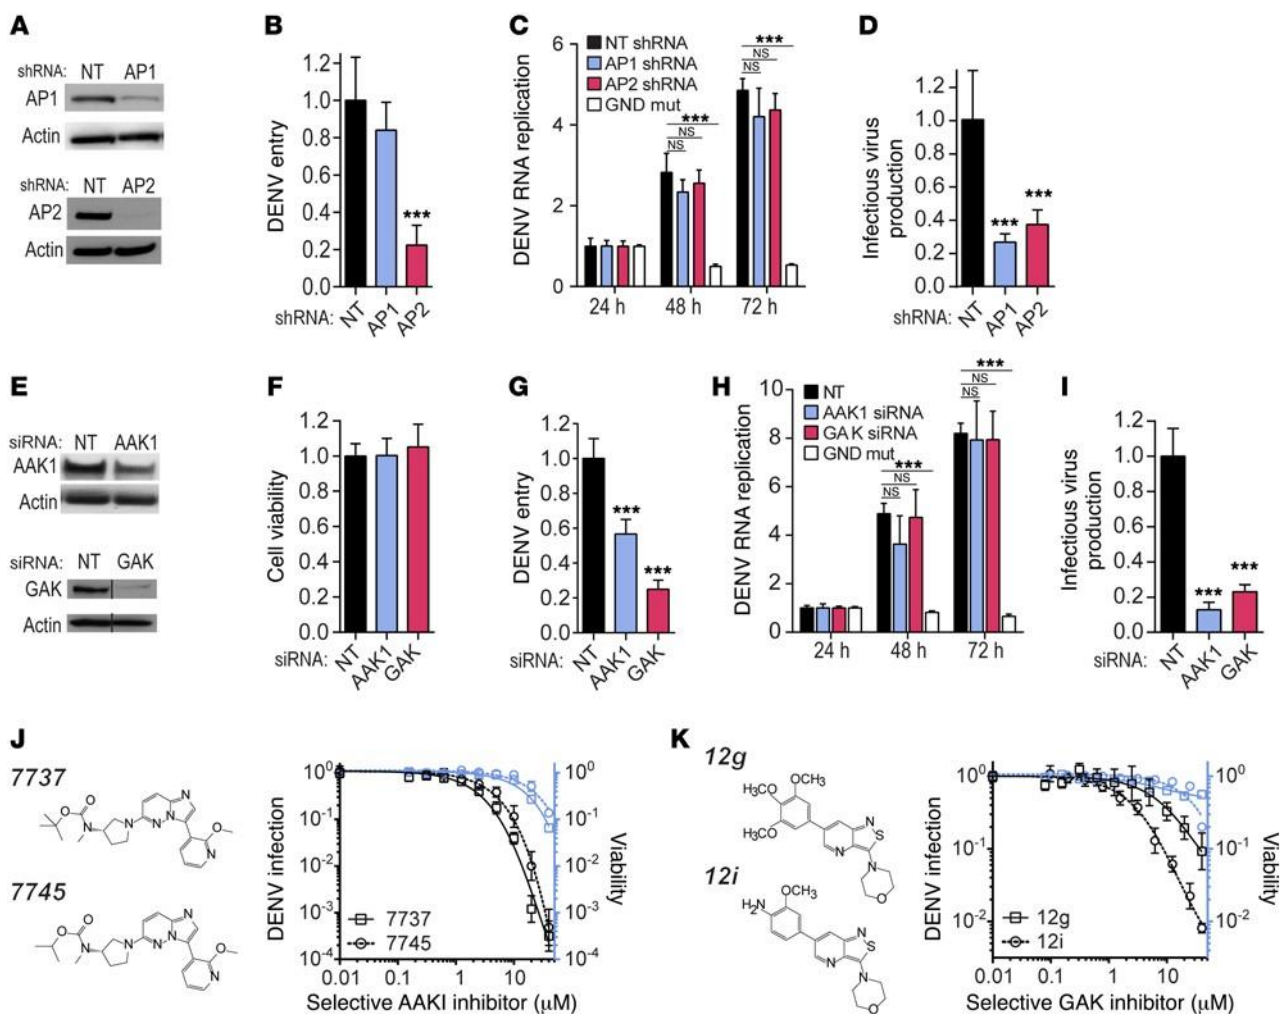 A
shRNA: NT AP1
AP1
Actin
shRNA: NT AP2
AP2
Actin
B
DENV entry
1.2
1.0
0.8
0.6
0.4
0.2
0.0
***
shRNA: NT AP1 AP2
C
DENV RNA replication
6
4
2
0
NT shRNA
AP1 shRNA
AP2 shRNA
GND mut
***
NS
NS
***
NS
NS
24 h 48 h 72 h
D
Infectious virus
production
1.2
1.0
0.8
0.6
0.4
0.2
0.0
*** ***
shRNA: NT AP1 AP2
E
siRNA: NT AAK1
AAK1
Actin
siRNA: NT GAK
GAK
Actin
F
Cell viability
1.2
1.0
0.8
0.6
0.4
0.2
0.0
siRNA: NT AAK1 GAK
G
DENV entry
1.2
1.0
0.8
0.6
0.4
0.2
0.0
***
***
siRNA: NT AAK1 GAK
H
DENV RNA replication
10
8
6
4
2
0
NT
AAK1 siRNA
GAK siRNA
GND mut
***
NS
NS
***
NS
NS
24 h 48 h 72 h
I
Infectious virus
production
1.2
1.0
0.8
0.6
0.4
0.2
0.0
*** ***
siRNA: NT AAK1 GAK
J
7737
O
O N
N N N
N
O
N
7745
O
O N
N N N
N
O
N
DENV infection
10⁰
10⁻¹
10⁻²
10⁻³
10⁻⁴
7737
7745
10⁰
10⁻¹
10⁻²
10⁻³
10⁻⁴
Viability
0.01 0.1 1 10
Selective AAKI inhibitor (μM)
K
12g
OCH₃
H₃CO
H₃CO
N
S
N
N
O
12i
OCH₃
H₂N
N
S
N
N
O
DENV infection
10⁰
10⁻¹
10⁻²
12g
12i
10⁰
10⁻¹
10⁻²
Viability
0.01 0.1 1 10
Selective GAK inhibitor (μM)